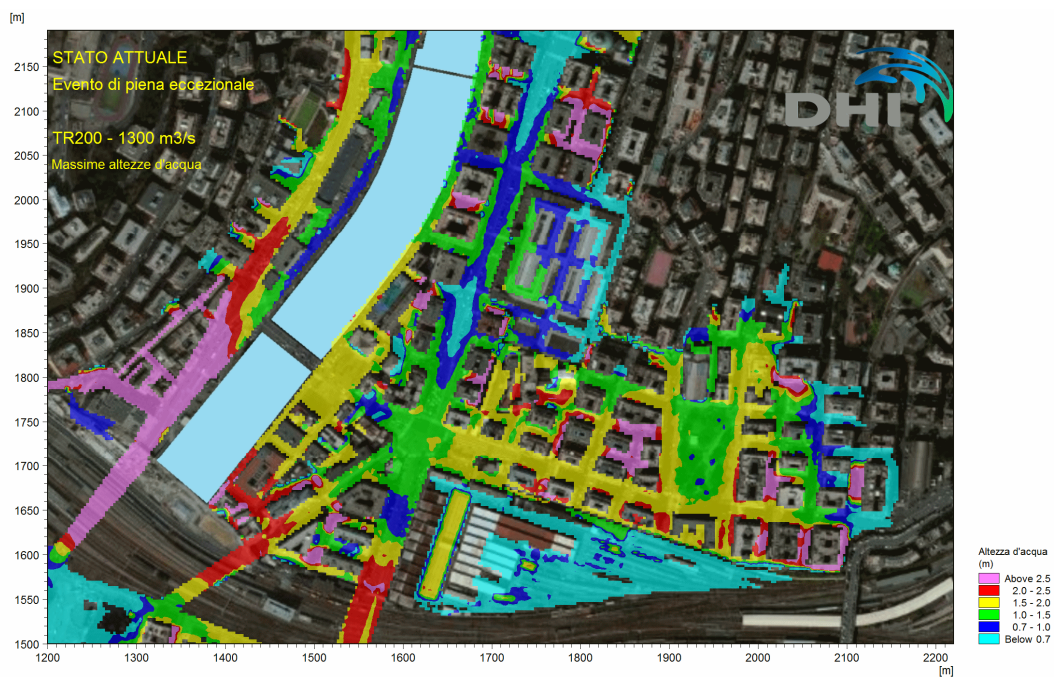 [m]
STATO ATTUALE
Evento di piena eccezionale
TR200 - 1300 m3/s
Massime altezze d'acqua
DHI
2150
2100
2050
2000
1950
1900
1850
1800
1750
1700
1650
1600
1550
1500
1200 1300 1400 1500 1600 1700 1800 1900 2000 2100 2200
[m]
Altezza d'acqua
(m)
Above 2.5
2.0 - 2.5
1.5 - 2.0
1.0 - 1.5
0.7 - 1.0
Below 0.7